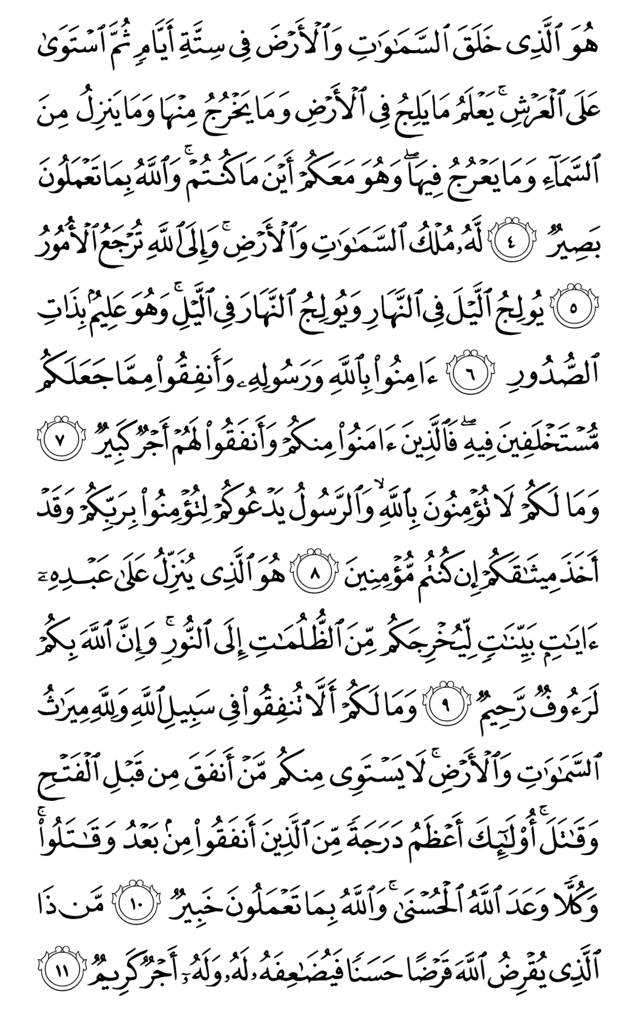 هُوَ ٱلَّذِى خَلَقَ ٱلسَّمَٰوَٰتِ وَٱلْأَرْضَ فِى سِتَّةِ أَيَّامٍ ثُمَّ ٱسْتَوَىٰ
عَلَى ٱلْعَرْشِ ۚ يَعْلَمُ مَا يَلِجُ فِى ٱلْأَرْضِ وَمَا يَخْرُجُ مِنْهَا وَمَا يَنزِلُ مِنَ
ٱلسَّمَآءِ وَمَا يَعْرُجُ فِيهَا ۖ وَهُوَ مَعَكُمْ أَيْنَ مَا كُنتُمْ ۚ وَٱللَّهُ بِمَا تَعْمَلُونَ
بَصِيرٌ ٤ لَّهُۥ مُلْكُ ٱلسَّمَٰوَٰتِ وَٱلْأَرْضِ ۚ وَإِلَى ٱللَّهِ تُرْجَعُ ٱلْأُمُورُ
٥ يُولِجُ ٱلَّيْلَ فِى ٱلنَّهَارِ وَيُولِجُ ٱلنَّهَارَ فِى ٱلَّيْلِ ۚ وَهُوَ عَلِيمٌۢ بِذَاتِ
ٱلصُّدُورِ ٦ ءَامِنُوا۟ بِٱللَّهِ وَرَسُولِهِۦ وَأَنفِقُوا۟ مِمَّا جَعَلَكُم
مُّسْتَخْلَفِينَ فِيهِ ۖ فَٱلَّذِينَ ءَامَنُوا۟ مِنكُمْ وَأَنفَقُوا۟ لَهُمْ أَجْرٌ كَبِيرٌ ٧
وَمَا لَكُمْ لَا تُؤْمِنُونَ بِٱللَّهِ ۙ وَٱلرَّسُولُ يَدْعُوكُمْ لِتُؤْمِنُوا۟ بِرَبِّكُمْ وَقَدْ
أَخَذَ مِيثَٰقَكُمْ إِن كُنتُم مُّؤْمِنِينَ ٨ هُوَ ٱلَّذِى يُنَزِّلُ عَلَىٰ عَبْدِهِۦٓ
ءَايَٰتٍۭ بَيِّنَٰتٍ لِّيُخْرِجَكُم مِّنَ ٱلظُّلُمَٰتِ إِلَى ٱلنُّورِ ۚ وَإِنَّ ٱللَّهَ بِكُمْ
لَرَءُوفٌ رَّحِيمٌ ٩ وَمَا لَكُمْ أَلَّا تُنفِقُوا۟ فِى سَبِيلِ ٱللَّهِ وَلِلَّهِ مِيرَٰثُ
ٱلسَّمَٰوَٰتِ وَٱلْأَرْضِ ۚ لَا يَسْتَوِى مِنكُم مَّنْ أَنفَقَ مِن قَبْلِ ٱلْفَتْحِ
وَقَٰتَلَ ۚ أُو۟لَٰٓئِكَ أَعْظَمُ دَرَجَةً مِّنَ ٱلَّذِينَ أَنفَقُوا۟ مِنۢ بَعْدُ وَقَٰتَلُوا۟ ۚ
وَكُلًّا وَعَدَ ٱللَّهُ ٱلْحُسْنَىٰ ۚ وَٱللَّهُ بِمَا تَعْمَلُونَ خَبِيرٌ ١٠ مَّن ذَا
ٱلَّذِى يُقْرِضُ ٱللَّهَ قَرْضًا حَسَنًا فَيُضَٰعِفَهُۥ لَهُۥ وَلَهُۥٓ أَجْرٌ كَرِيمٌ ١١